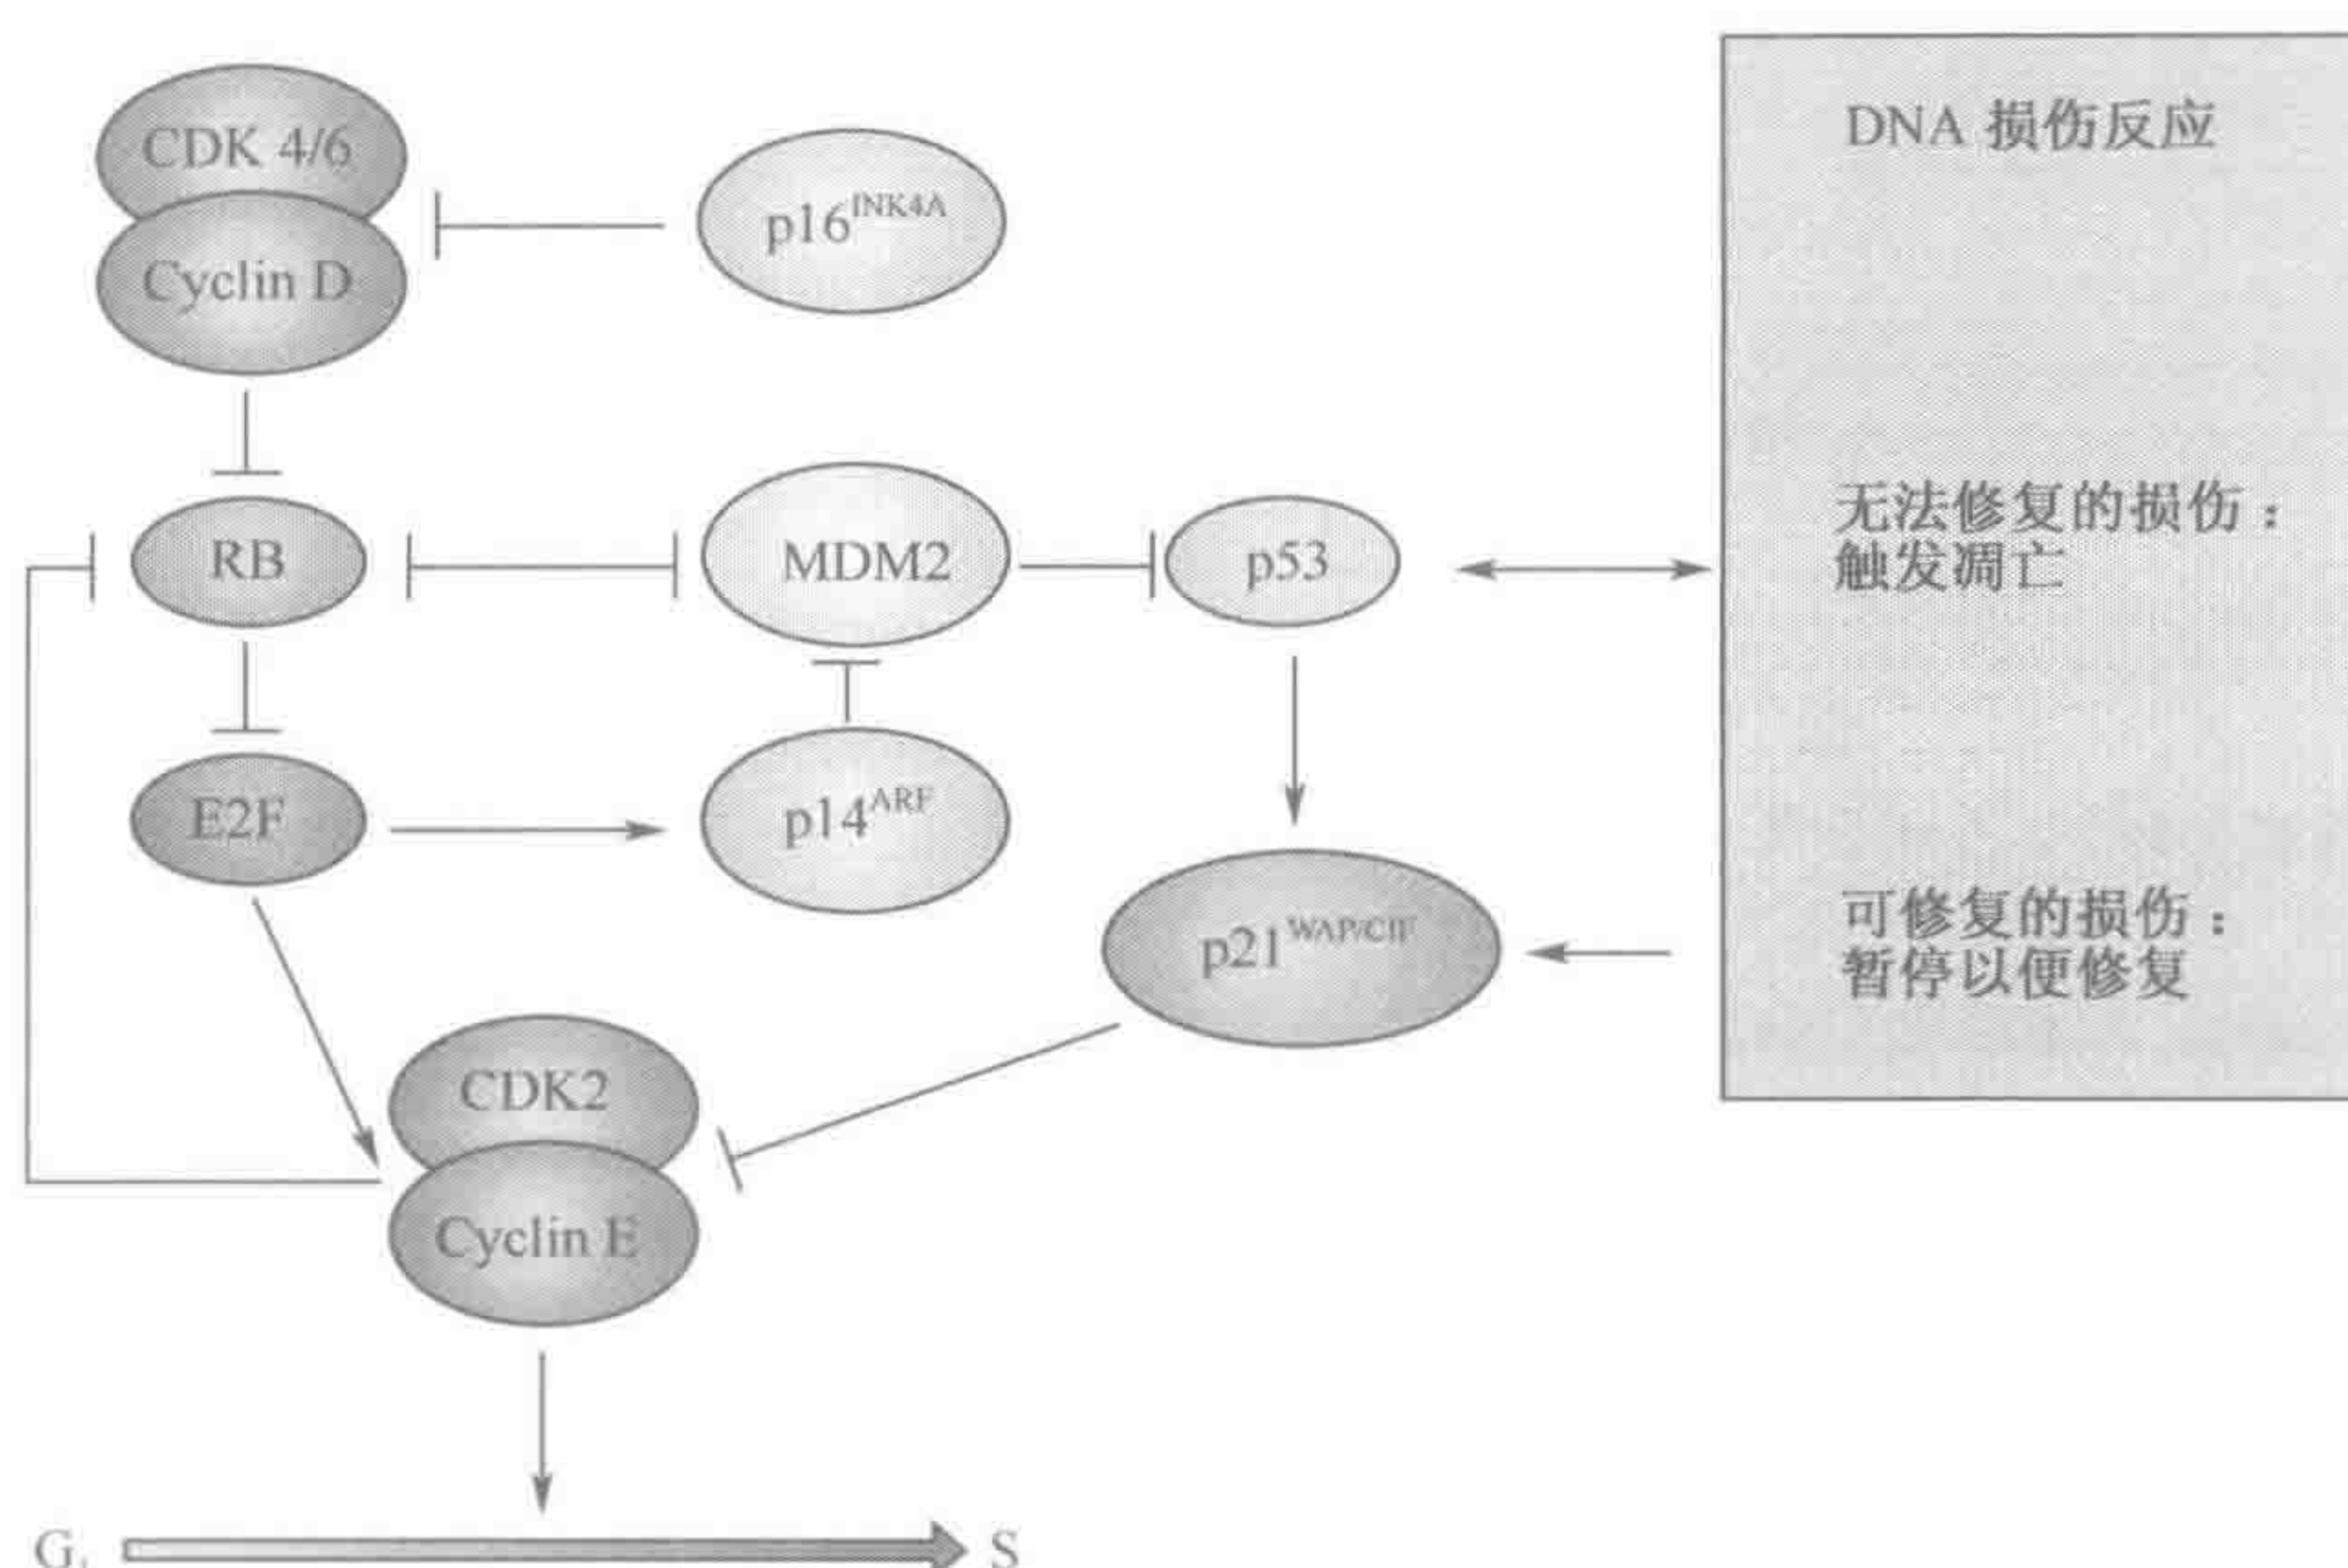 CDK 4/6
Cyclin D
p16INK4A
DNA 损伤反应
RB
MDM2
p53
无法修复的损伤：
触发凋亡
E2F
p14ARF
p21WAP/CIF
可修复的损伤：
暂停以便修复
CDK2
Cyclin E
G1
S